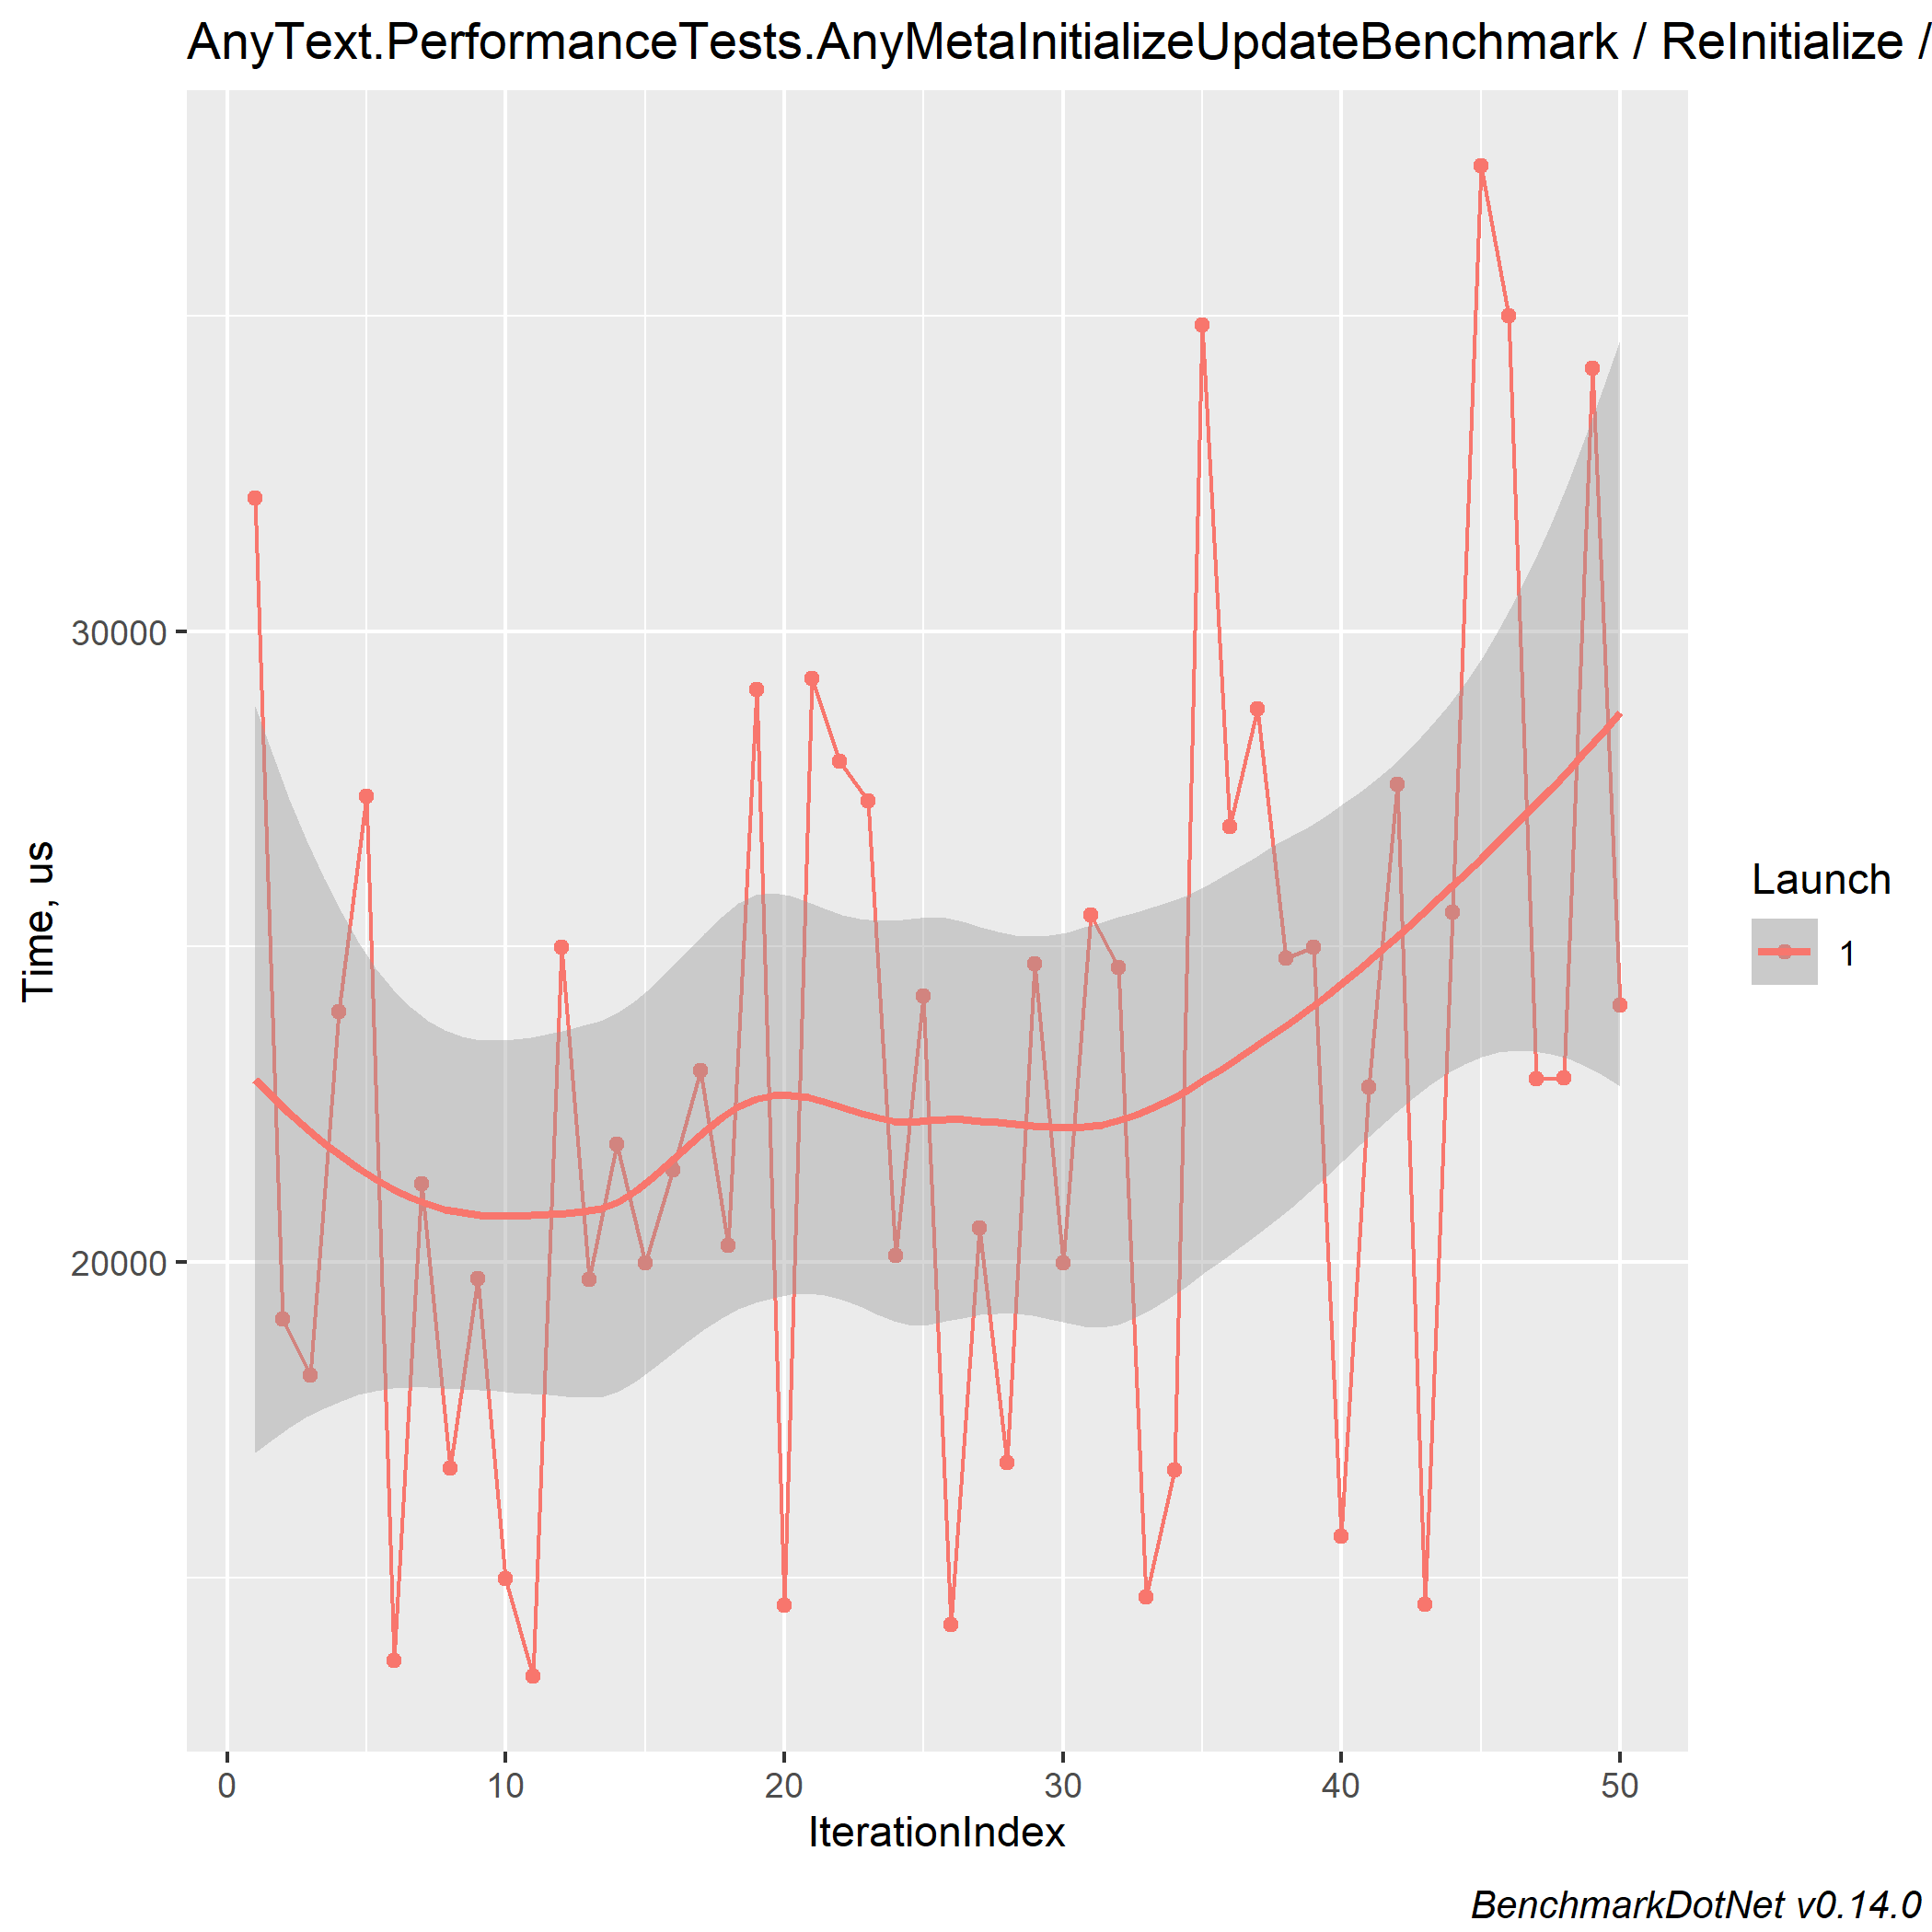 AnyText.PerformanceTests.AnyMetaInitializeUpdateBenchmark / ReInitialize /
30000
20000
Time, us
0 10 20 30 40 50
IterationIndex
Launch
1
BenchmarkDotNet v0.14.0